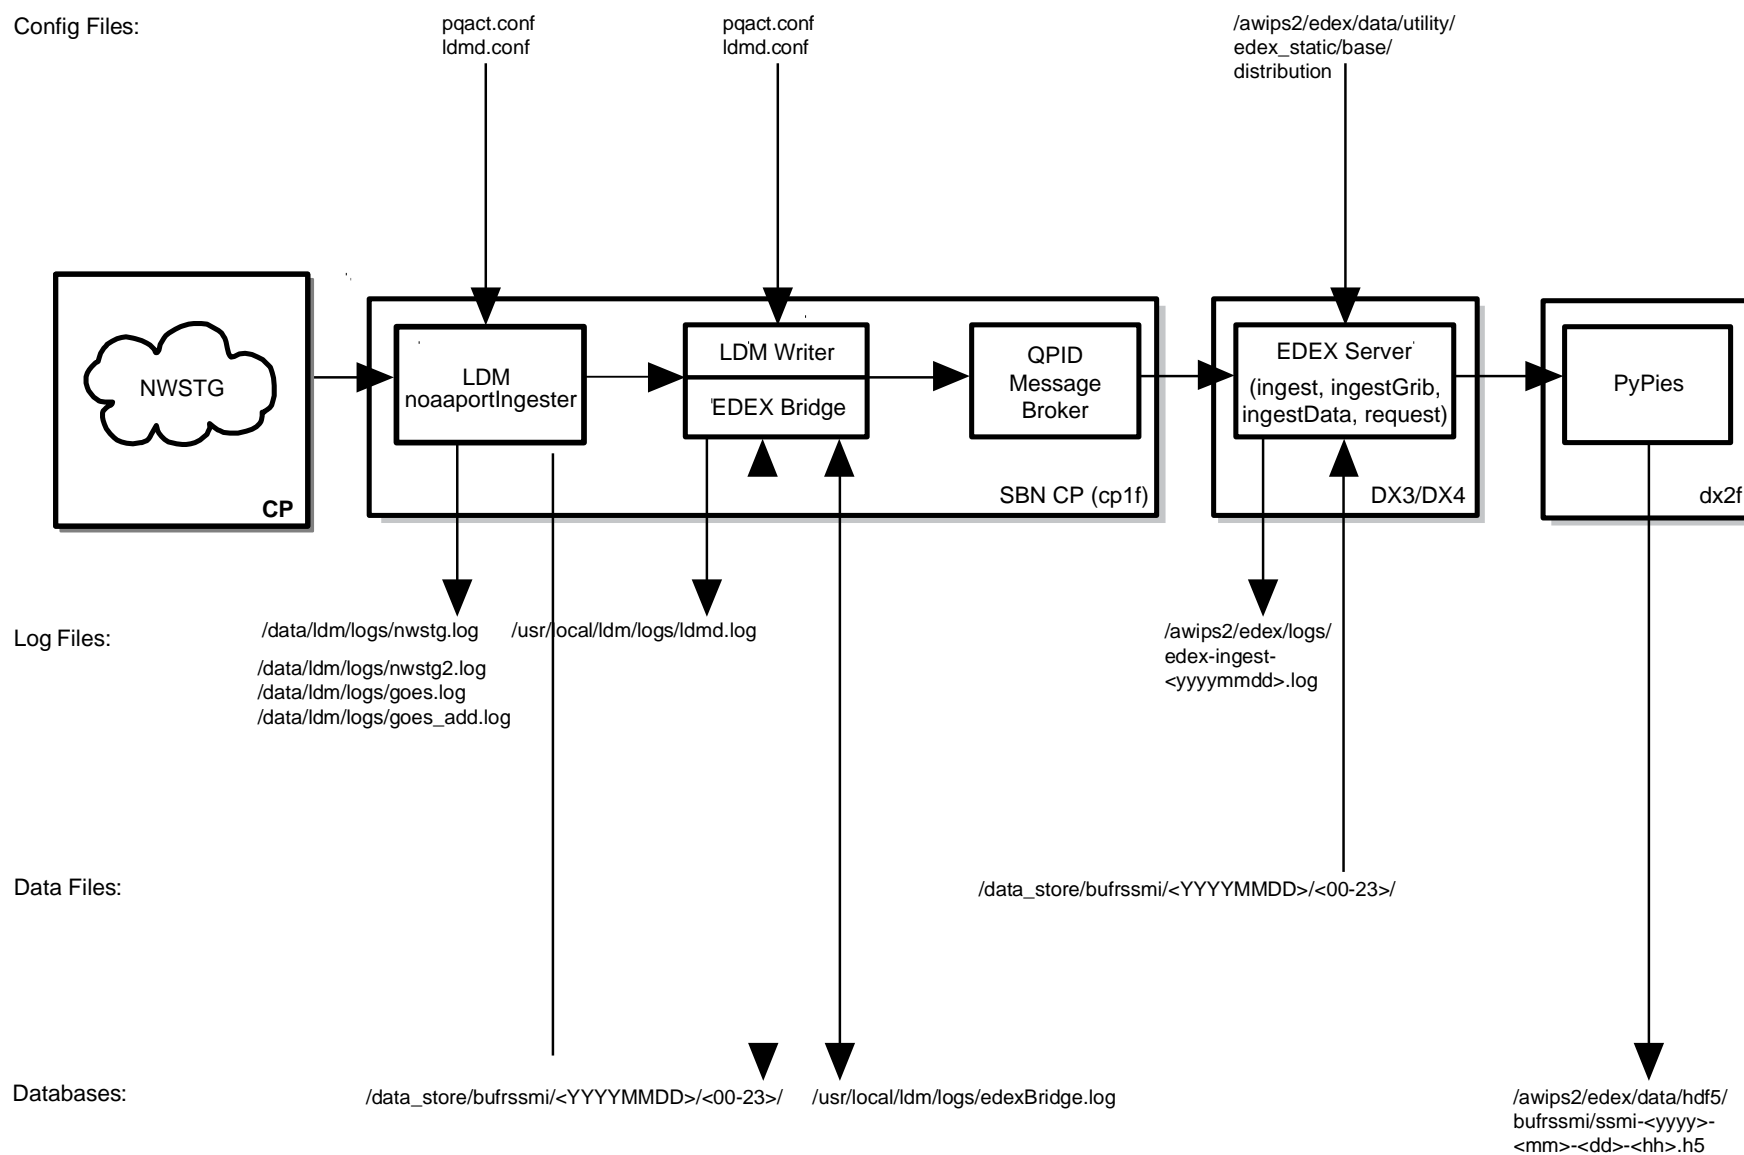 Config Files:
pqact.conf
ldmd.conf
pqact.conf
ldmd.conf
/awips2/edex/data/utility/
edex_static/base/
distribution
NWSTG
CP
LDM
noaaportIngester
LDM Writer
EDEX Bridge
QPID
Message
Broker
SBN CP (cp1f)
EDEX Server
(ingest, ingestGrib,
ingestData, request)
DX3/DX4
PyPies
dx2f
Log Files:
/data/ldm/logs/nwstg.log
/data/ldm/logs/nwstg2.log
/data/ldm/logs/goes.log
/data/ldm/logs/goes_add.log
/usr/local/ldm/logs/ldmd.log
/awips2/edex/logs/
edex-ingest-
<yyyymmdd>.log
Data Files:
/data_store/bufrssmi/<YYYYMMDD>/<00-23>/
Databases:
/data_store/bufrssmi/<YYYYMMDD>/<00-23>/
/usr/local/ldm/logs/edexBridge.log
/awips2/edex/data/hdf5/
bufrssmi/ssmi-<yyyy>-
<mm>-<dd>-<hh>.h5